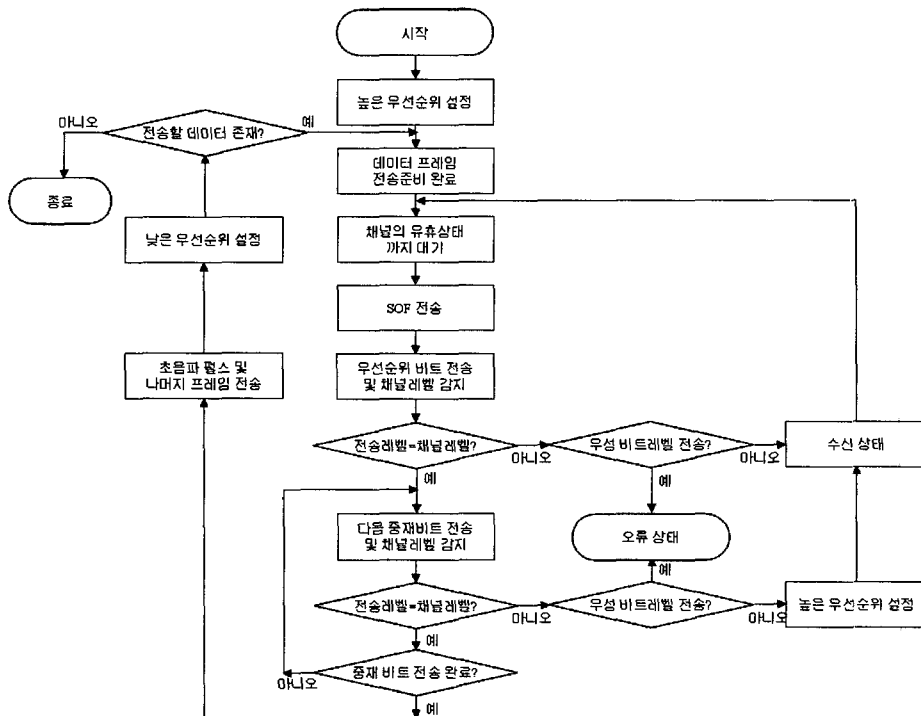 시작
높은 우선순위 설정
아니오
전송할 데이터 존재?
예
종료
데이터 프레임
전송준비 완료
낮은 우선순위 설정
채널의 유휴상태
까지 대기
SOF 전송
초음파 펄스 및
나머지 프레임 전송
우선순위 비트 전송
및 채널레벨 감지
전송레벨=채널레벨?
아니오
우성 비트레벨 전송?
아니오
수신 상태
예
예
다음 중재비트 전송
및 채널레벨 감지
오류 상태
예
전송레벨=채널레벨?
아니오
우성 비트레벨 전송?
아니오
높은 우선순위 설정
예
중재 비트 전송 완료?
아니오
예